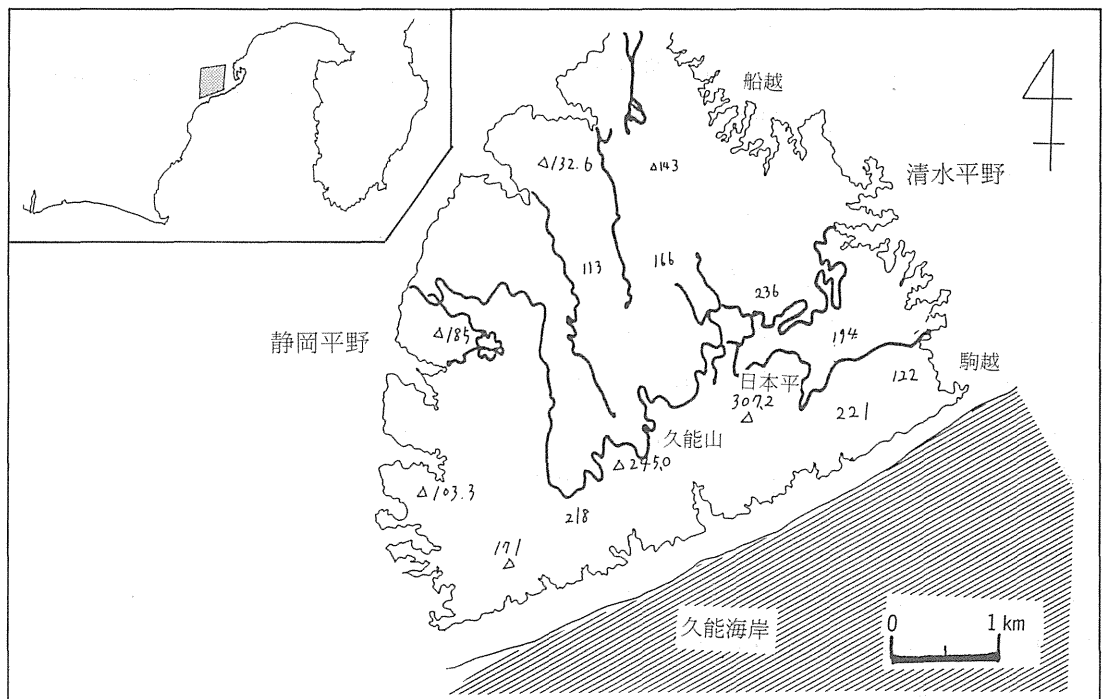 船越
△132.6
△143
清水平野
113
166
236
静岡平野
△185
194
駒越
122
日本平
307.2
△
221
久能山
△245.0
△103.3
218
171
△
久能海岸
0 1 km